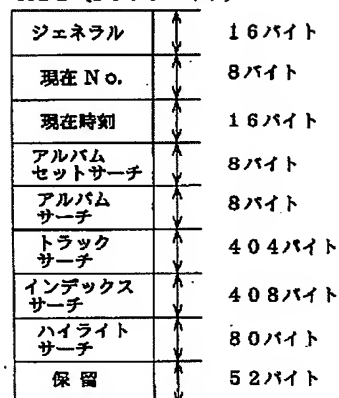 ジェネラル 16バイト
現在No. 8バイト
現在時刻 16バイト
アルバム
セットサーチ 8バイト
アルバム
サーチ 8バイト
トラック
サーチ 404バイト
インデックス
サーチ 408バイト
ハイライト
サーチ 80バイト
保留 52バイト